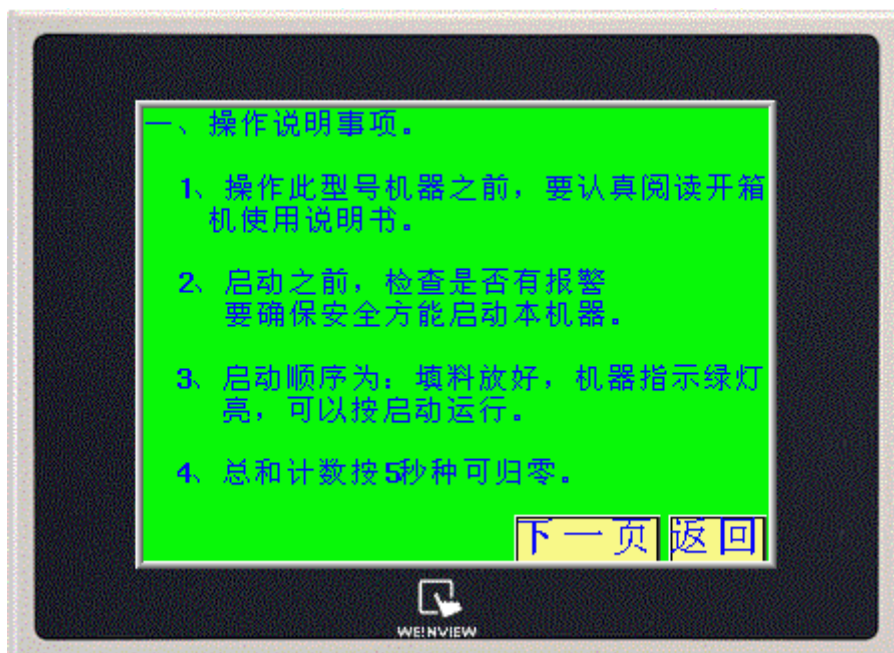 一、操作说明事项。
1、操作此型号机器之前，要认真阅读开箱
机使用说明书。
2、启动之前，检查是否有报警
要确保安全方能启动本机器。
3、启动顺序为：填料放好，机器指示绿灯
亮，可以按启动运行。
4、总和计数按5秒种可归零。
下一页 返回
WEINVIEW